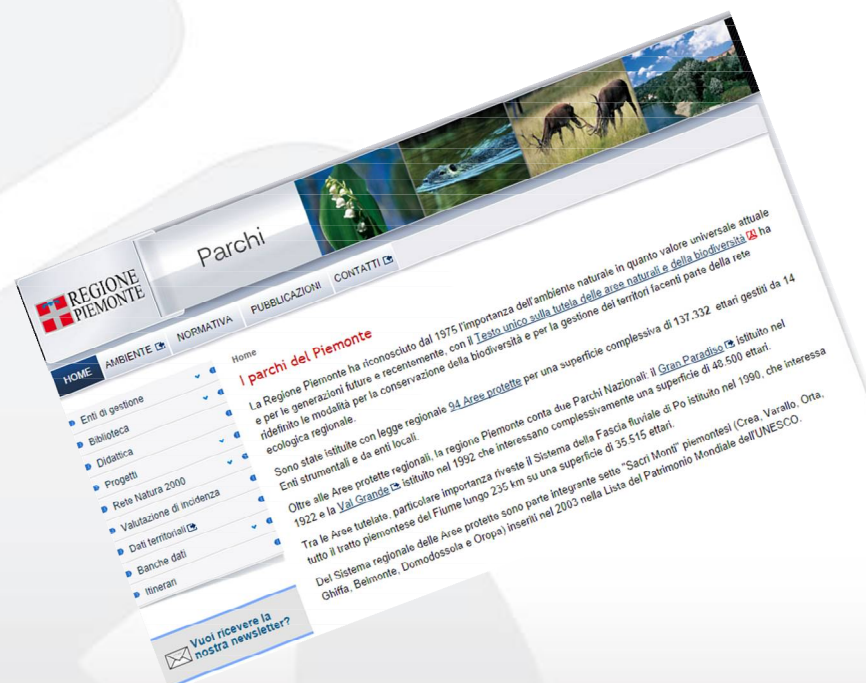 REGIONE
PIEMONTE
Parchi
HOME
AMBIENTE
NORMATIVA
PUBBLICAZIONI
CONTATTI
Enti di gestione
Biblioteca
Didattica
Progetti
Rete Natura 2000
Valutazione di incidenza
Dati territoriali
Banche dati
Itinerari
Vuoi ricevere la
nostra newsletter?
Home
I parchi del Piemonte
La Regione Piemonte ha riconosciuto dal 1975 l'importanza dell'ambiente naturale in quanto valore universale attuale
e per le generazioni future e recentemente, con il Testo unico sulla tutela delle aree naturali e della biodiversità ha
ridefinito le modalità per la conservazione della biodiversità e per la gestione dei territori facenti parte della rete
ecologica regionale.
Sono state istituite con legge regionale 94 Aree protette per una superficie complessiva di 137.332 ettari gestiti da 14
Enti strumentali e da enti locali.
Oltre alle Aree protette regionali, la regione Piemonte conta due Parchi Nazionali: il Gran Paradiso istituito nel
1922 e la Val Grande istituito nel 1992 che interessano complessivamente una superficie di 48.500 ettari.
Tra le Aree tutelate, particolare importanza riveste il Sistema della Fascia fluviale di Po istituito nel 1990, che interessa
tutto il tratto piemontese del Fiume lungo 235 km su una superficie di 35.515 ettari.
Del Sistema regionale delle Aree protette sono parte integrante sette "Sacri Monti" piemontesi (Crea, Varallo, Orta,
Ghiffa, Belmonte, Domodossola e Oropa) inseriti nel 2003 nella Lista del Patrimonio Mondiale dell'UNESCO.